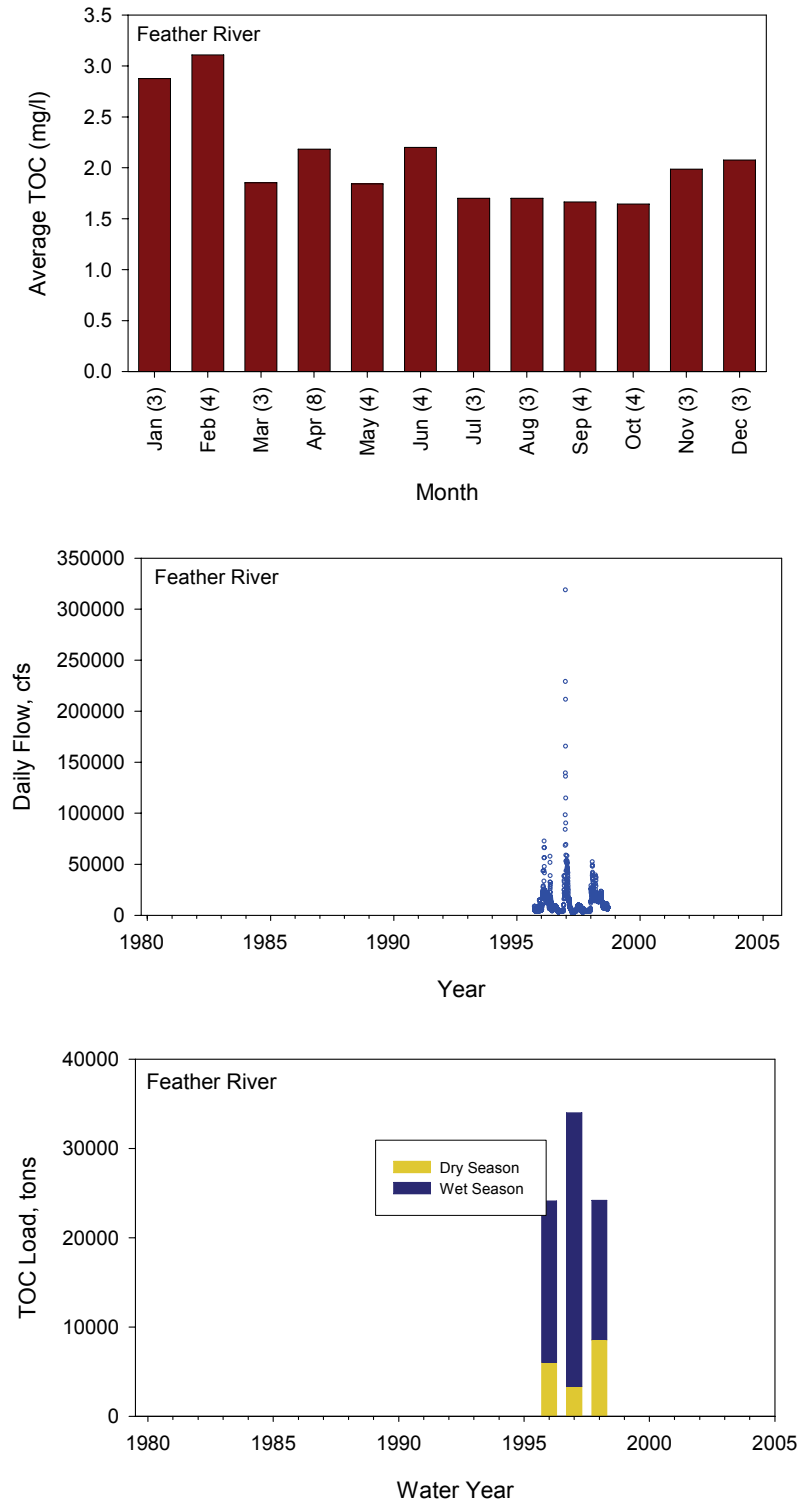 Feather River
Average TOC (mg/l)
3.5
3.0
2.5
2.0
1.5
1.0
0.5
0.0
Jan (3)
Feb (4)
Mar (3)
Apr (8)
May (4)
Jun (4)
Jul (3)
Aug (3)
Sep (4)
Oct (4)
Nov (3)
Dec (3)
Month
Feather River
Daily Flow, cfs
350000
300000
250000
200000
150000
100000
50000
0
1980 1985 1990 1995 2000 2005
Year
Feather River
TOC Load, tons
40000
30000
20000
10000
0
Dry Season
Wet Season
1980 1985 1990 1995 2000 2005
Water Year